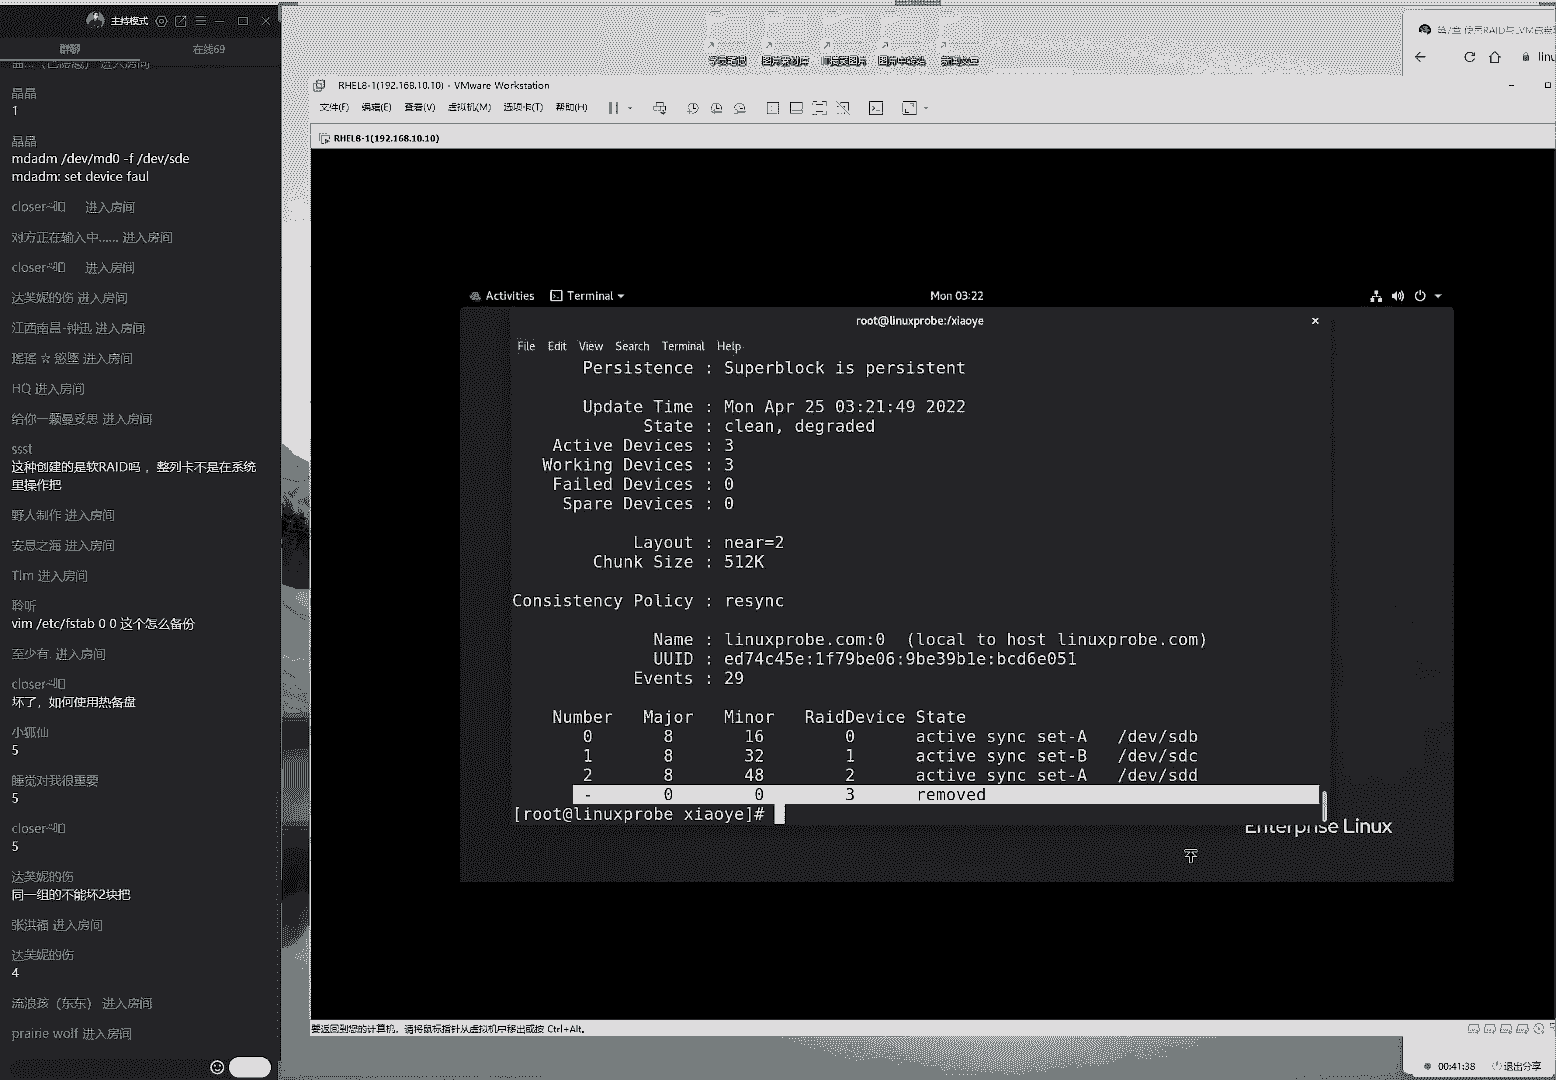 主持模式
群聊
在线69
进入房间
晶晶
1
晶晶
mdadm /dev/md0 -f /dev/sde
mdadm: set device faul
进入房间
对方正在输入中...... 进入房间
进入房间
达芙妮的伤 进入房间
江西南昌-钟迅 进入房间
进入房间
HQ 进入房间
给你一颗曼妥思 进入房间
ssst
这种创建的是软RAID吗，整列卡不是在系统
里操作把
野人制作 进入房间
安息之海 进入房间
Tlm 进入房间
聆听
vim /etc/fstab 0 0 这个怎么备份
至少有. 进入房间
坏了，如何使用热备盘
小狐仙
5
睡觉对我很重要
5
5
达芙妮的伤
同一组的不能坏2块把
张洪福 进入房间
达芙妮的伤
4
流浪孩（东东） 进入房间
prairie wolf 进入房间
RHEL8-1(192.168.10.10) - VMware Workstation
文件(F) 编辑(E) 查看(V) 虚拟机(M) 选项卡(T) 帮助(H)
RHEL8-1(192.168.10.10)
Activities Terminal Mon 03:22
root@linuxprobe:/xiaoye
File Edit View Search Terminal Help
Persistence : Superblock is persistent
Update Time : Mon Apr 25 03:21:49 2022
State : clean, degraded
Active Devices : 3
Working Devices : 3
Failed Devices : 0
Spare Devices : 0
Layout : near=2
Chunk Size : 512K
Consistency Policy : resync
Name : linuxprobe.com:0 (local to host linuxprobe.com)
UUID : ed74c45e:1f79be06:9be39b1e:bcd6e051
Events : 29
Number Major Minor RaidDevice State
0 8 16 0 active sync set-A /dev/sdb
1 8 32 1 active sync set-B /dev/sdc
2 8 48 2 active sync set-A /dev/sdd
- 0 0 3 removed
[root@linuxprobe xiaoye]#
Enterprise Linux
要返回到您的计算机，请将鼠标指针从虚拟机中移出或按 Ctrl+Alt。
linu
00:41:38 退出分享